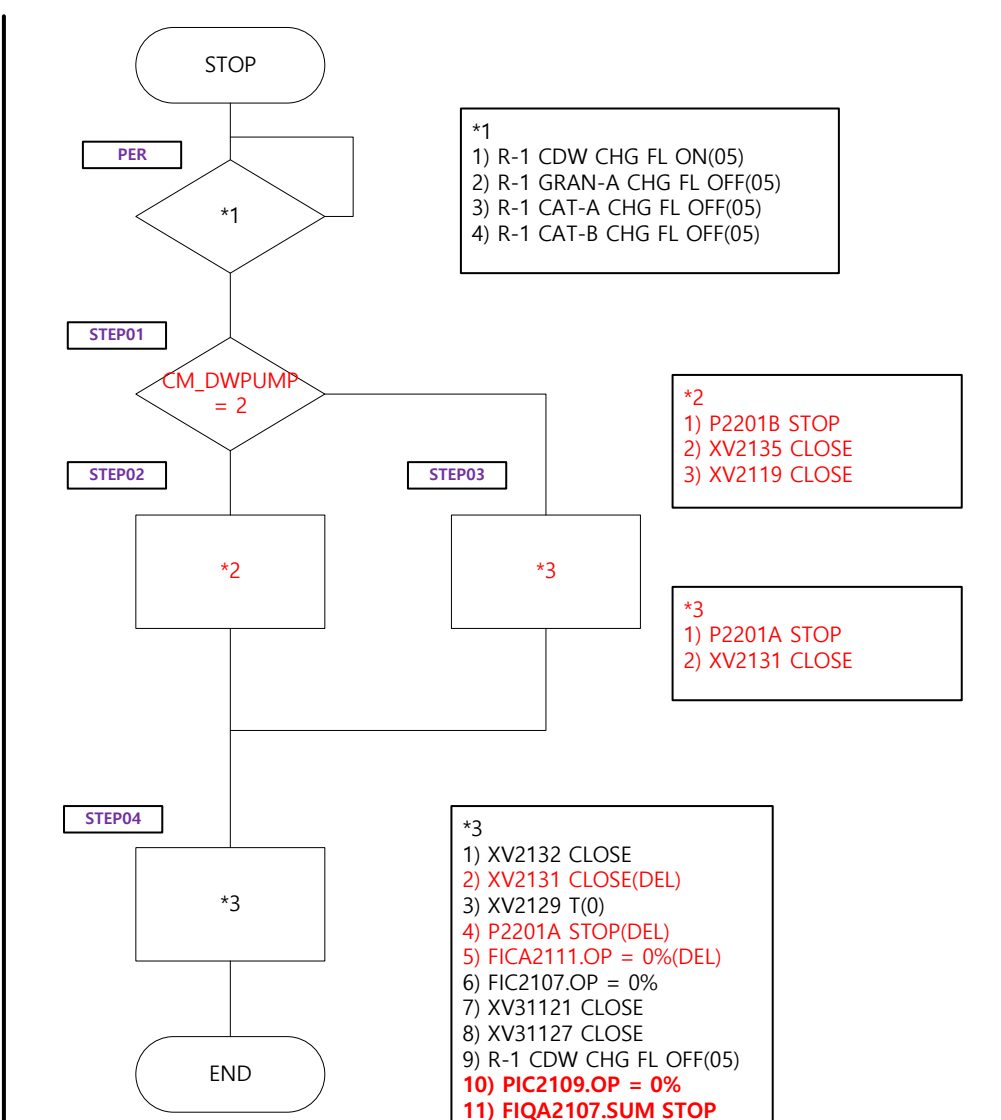 STOP
PER
*1
*1
1) R-1 CDW CHG FL ON(05)
2) R-1 GRAN-A CHG FL OFF(05)
3) R-1 CAT-A CHG FL OFF(05)
4) R-1 CAT-B CHG FL OFF(05)
STEP01
CM_DWPUMP
= 2
STEP02
STEP03
*2
1) P2201B STOP
2) XV2135 CLOSE
3) XV2119 CLOSE
*2
*3
*3
1) P2201A STOP
2) XV2131 CLOSE
STEP04
*3
*3
1) XV2132 CLOSE
2) XV2131 CLOSE(DEL)
3) XV2129 T(0)
4) P2201A STOP(DEL)
5) FICA2111.OP = 0%(DEL)
6) FIC2107.OP = 0%
7) XV31121 CLOSE
8) XV31127 CLOSE
9) R-1 CDW CHG FL OFF(05)
10) PIC2109.OP = 0%
11) FIQA2107.SUM STOP
END